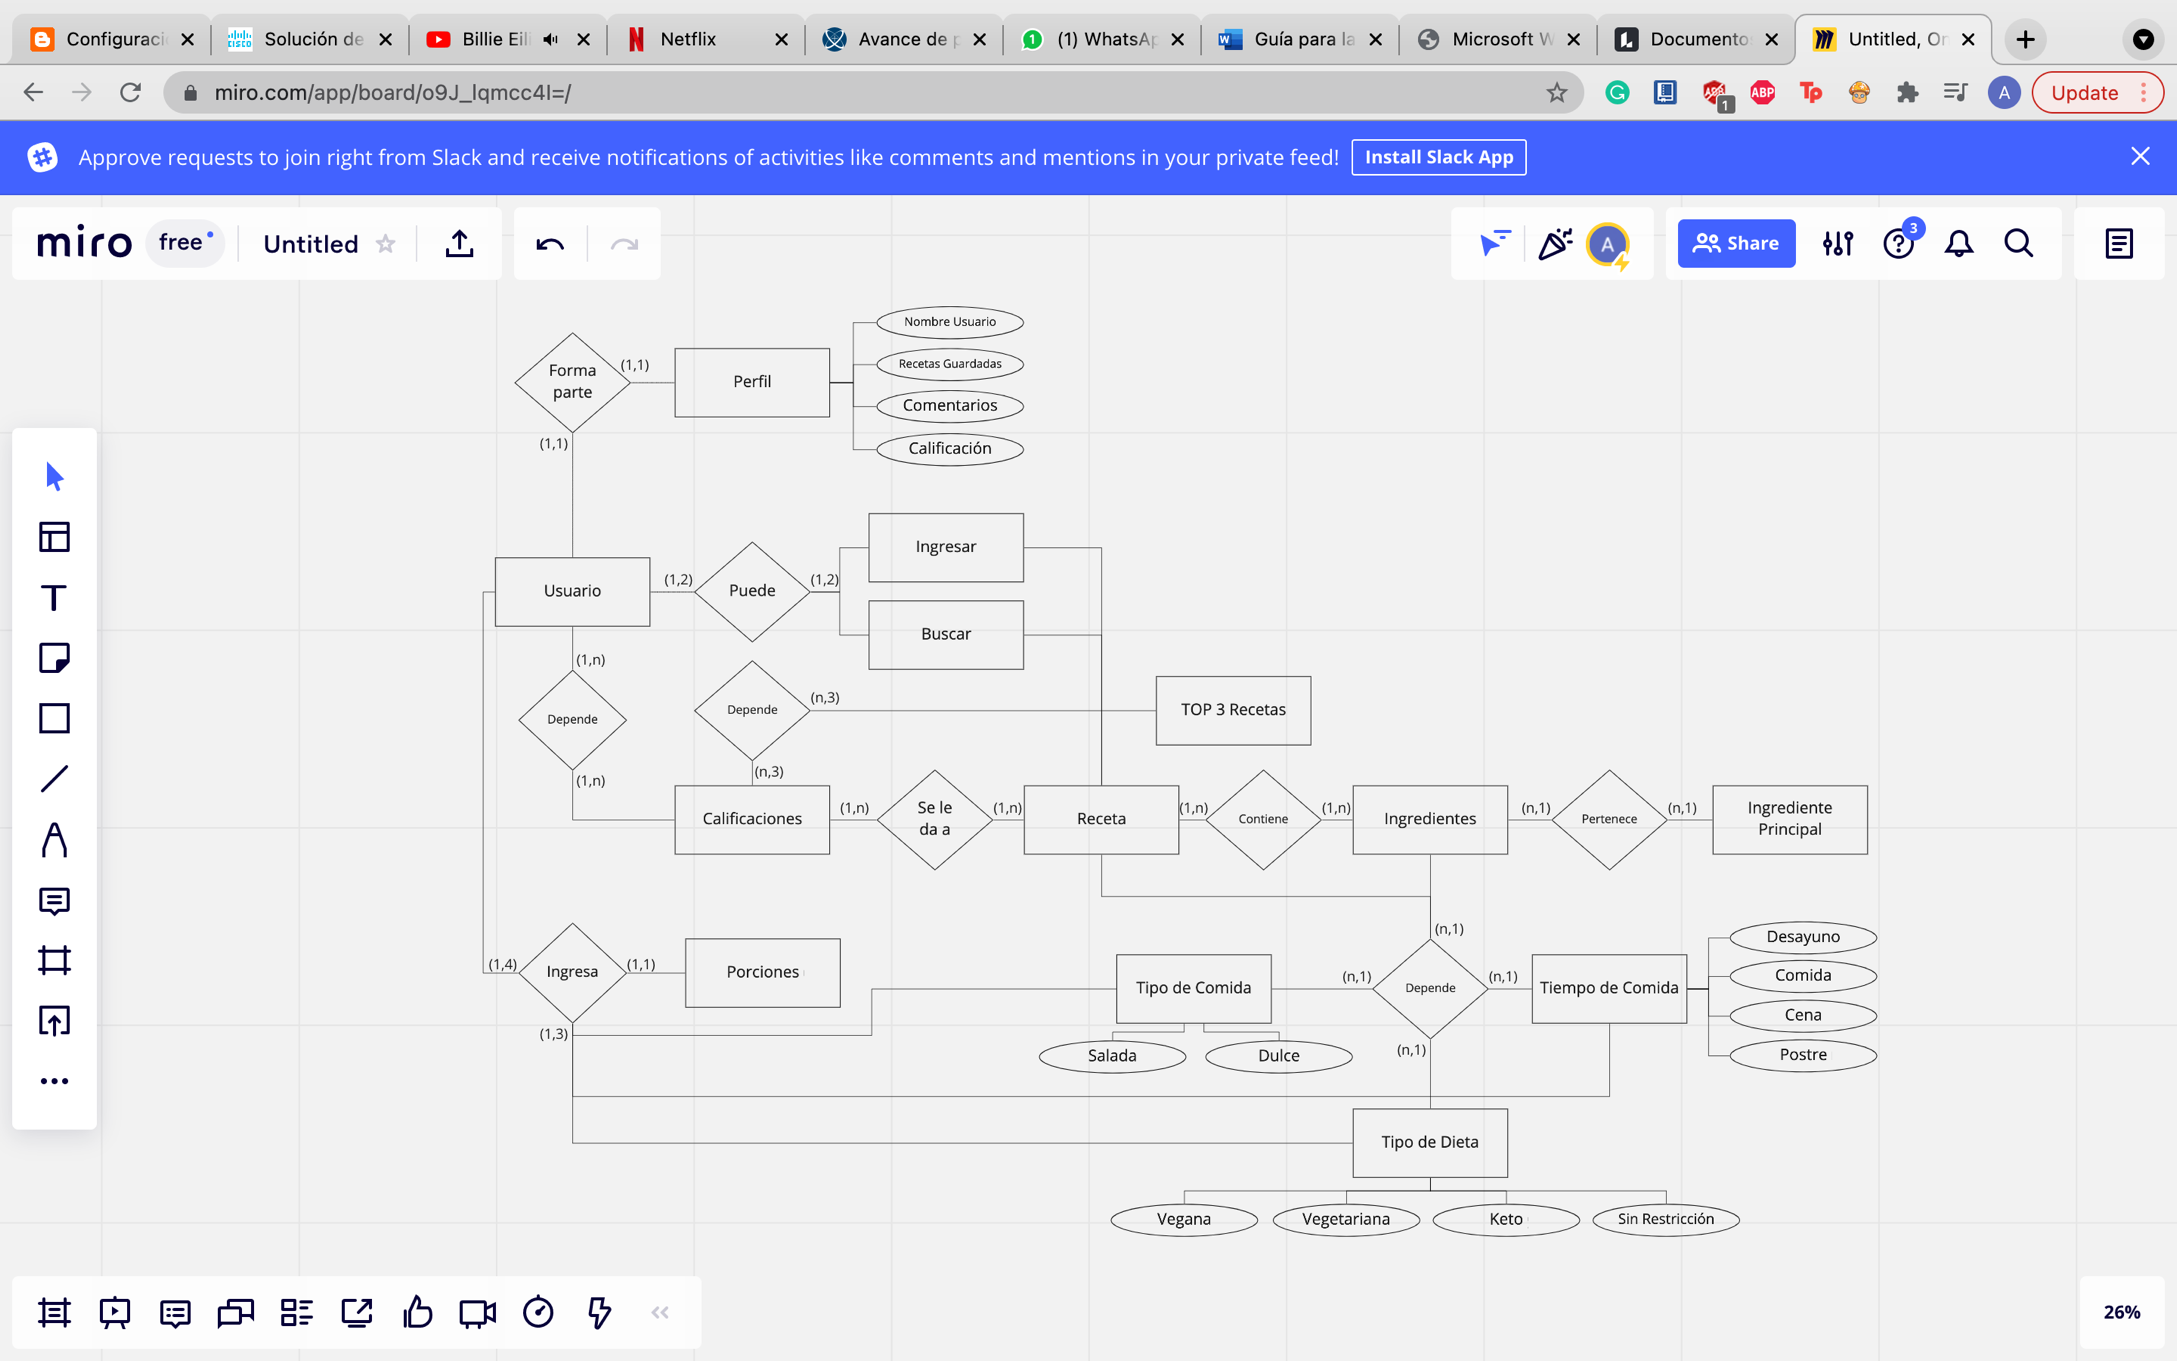 Configuraci
Solución de
Billie Eili
Netflix
Avance de p
(1) WhatsAp
Guía para la
Microsoft W
Documento
Untitled, On
miro.com/app/board/o9J_lqmcc4I=/
1
ABP
Tp
A
Update
Approve requests to join right from Slack and receive notifications of activities like comments and mentions in your private feed!
Install Slack App
miro
free
Untitled
A
Share
3
Nombre Usuario
Forma
parte
(1,1)
Perfil
Recetas Guardadas
Comentarios
(1,1)
Calificación
Ingresar
Usuario
(1,2)
Puede
(1,2)
Buscar
(1,n)
Depende
Depende
(n,3)
TOP 3 Recetas
(1,n)
(n,3)
Calificaciones
(1,n)
Se le
da a
(1,n)
Receta
(1,n)
Contiene
(1,n)
Ingredientes
(n,1)
Pertenece
(n,1)
Ingrediente
Principal
(n,1)
(1,4)
Ingresa
(1,1)
Porciones
(1,3)
Tipo de Comida
(n,1)
Depende
(n,1)
Tiempo de Comida
Desayuno
Comida
Cena
Postre
Salada
Dulce
(n,1)
Tipo de Dieta
Vegana
Vegetariana
Keto
Sin Restricción
26%